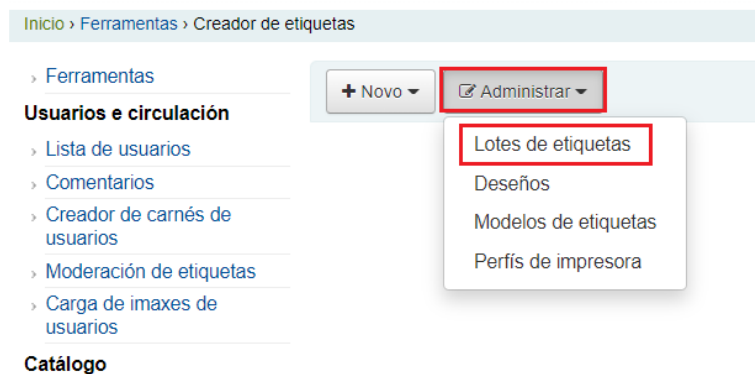 Inicio › Ferramentas › Creador de etiquetas
› Ferramentas
Usuarios e circulación
› Lista de usuarios
› Comentarios
› Creador de carnés de
usuarios
› Moderación de etiquetas
› Carga de imaxes de
usuarios
Catálogo
+ Novo
Administrar
Lotes de etiquetas
Deseños
Modelos de etiquetas
Perfís de impresora